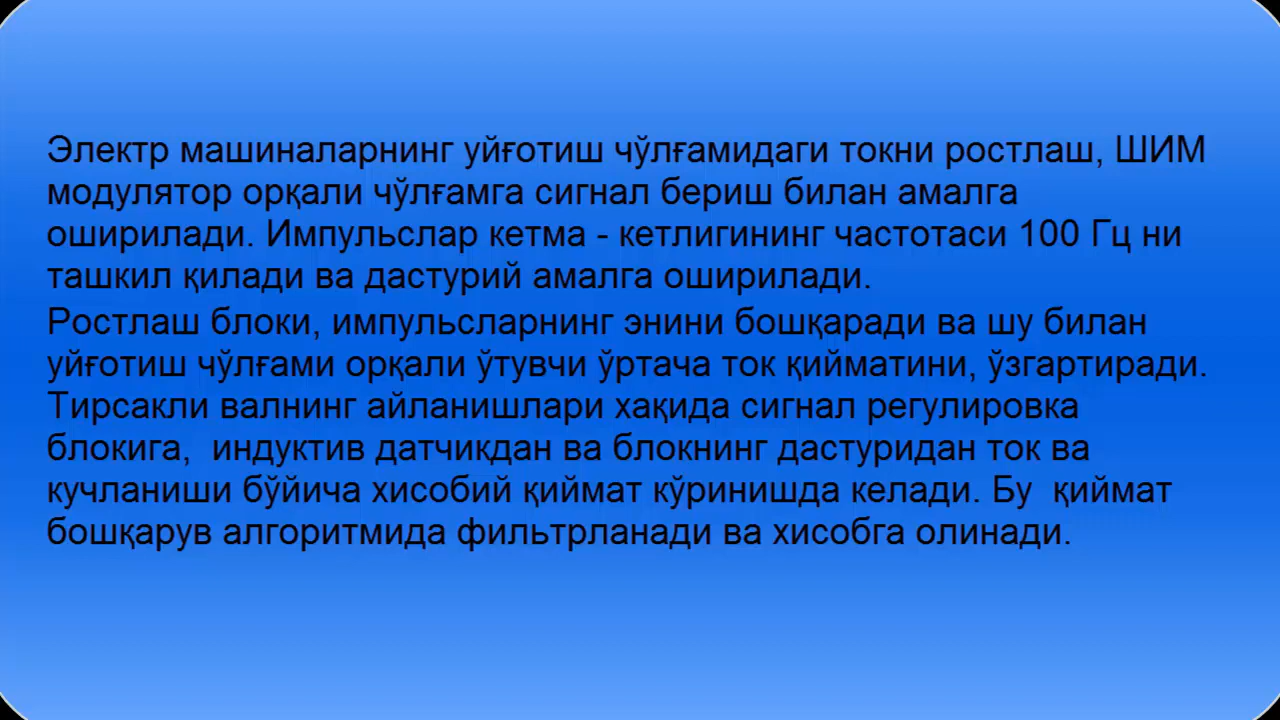 Электр машиналарнинг уйғотиш чўлғамидаги токни ростлаш, ШИМ
модулятор орқали чўлғамга сигнал бериш билан амалга
оширилади. Импульслар кетма - кетлигининг частотаси 100 Гц ни
ташкил қилади ва дастурий амалга оширилади.
Ростлаш блоки, импульсларнинг энини бошқаради ва шу билан
уйғотиш чўлғами орқали ўтувчи ўртача ток қийматини, ўзгартиради.
Тирсакли валнинг айланишлари хақида сигнал регулировка
блокига,  индуктив датчикдан ва блокнинг дастуридан ток ва
кучланиши бўйича хисобий қиймат кўринишда келади. Бу  қиймат
бошқарув алгоритмида фильтрланади ва хисобга олинади.